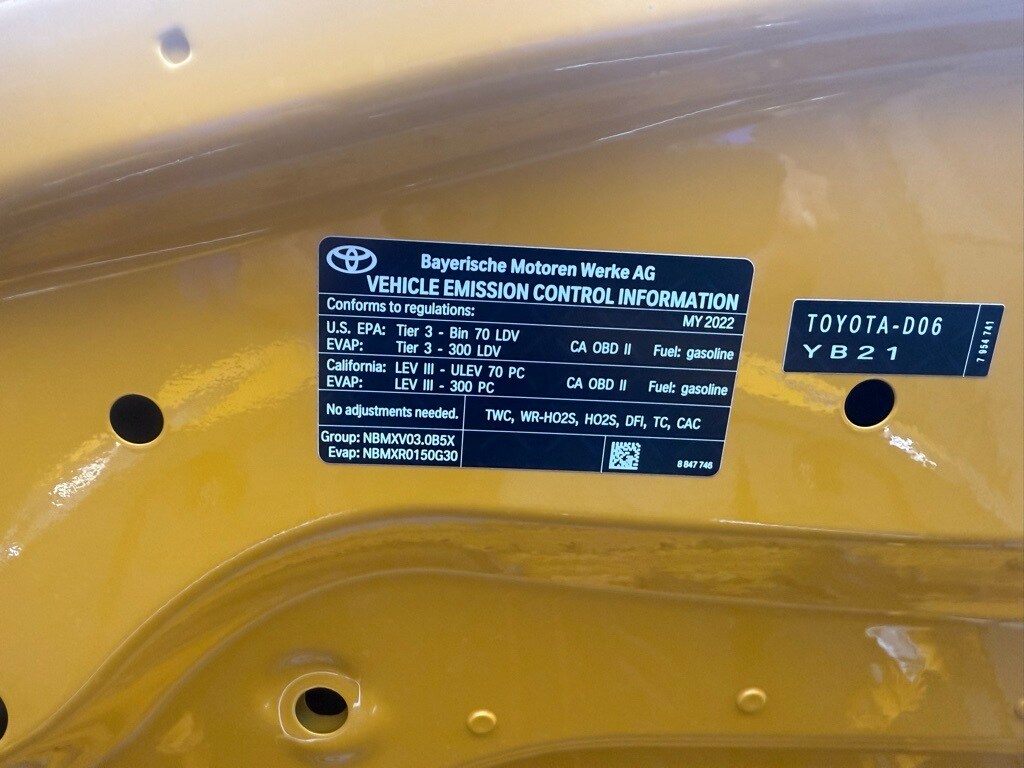 Bayerische Motoren Werke AG
VEHICLE EMISSION CONTROL INFORMATION
Conforms to regulations: MY 2022
U.S. EPA: Tier 3 - Bin 70 LDV
EVAP: Tier 3 - 300 LDV CA OBD II Fuel: gasoline
California: LEV III - ULEV 70 PC
EVAP: LEV III - 300 PC CA OBD II Fuel: gasoline
No adjustments needed. TWC, WR-HO2S, HO2S, DFI, TC, CAC
Group: NBMXV03.0B5X
Evap: NBMXR0150G30
8 847 746
TOYOTA-D06
YB21
7 954 741